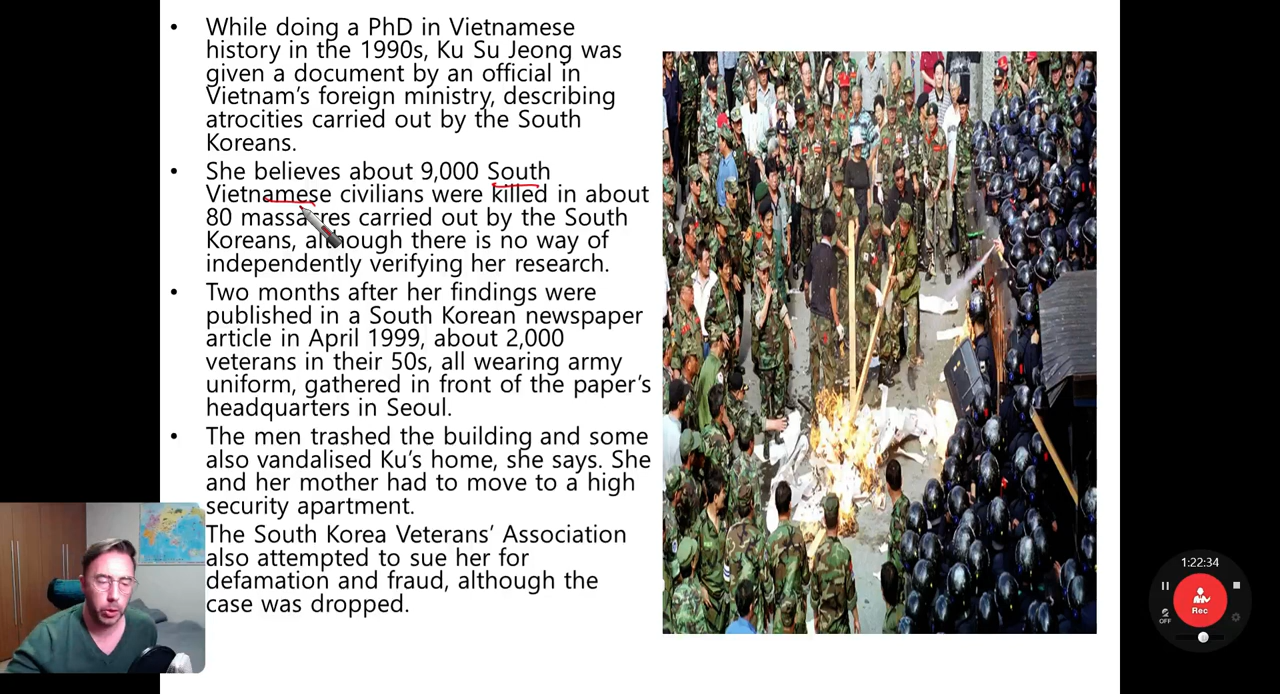 • While doing a PhD in Vietnamese
history in the 1990s, Ku Su Jeong was
given a document by an official in
Vietnam's foreign ministry, describing
atrocities carried out by the South
Koreans.
• She believes about 9,000 South
Vietnamese civilians were killed in about
80 massacres carried out by the South
Koreans, although there is no way of
independently verifying her research.
• Two months after her findings were
published in a South Korean newspaper
article in April 1999, about 2,000
veterans in their 50s, all wearing army
uniform, gathered in front of the paper's
headquarters in Seoul.
• The men trashed the building and some
also vandalised Ku's home, she says. She
and her mother had to move to a high
security apartment.
The South Korea Veterans' Association
also attempted to sue her for
defamation and fraud, although the
case was dropped.
1:22:34
Rec
OFF